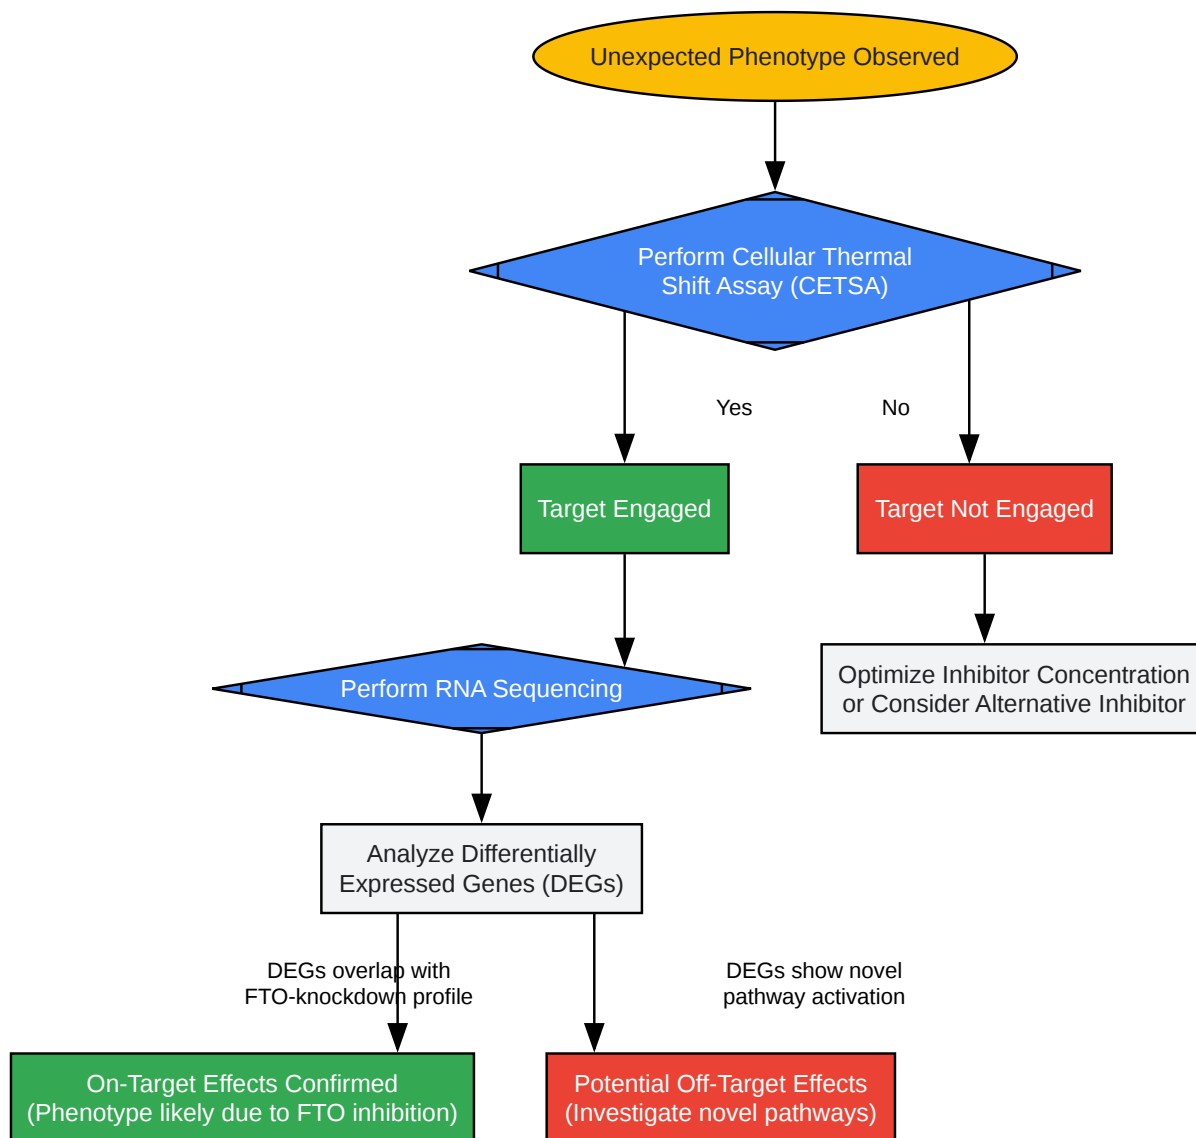 Unexpected Phenotype Observed
Perform Cellular Thermal
Shift Assay (CETSA)
Yes
No
Target Engaged
Target Not Engaged
Perform RNA Sequencing
Optimize Inhibitor Concentration
or Consider Alternative Inhibitor
Analyze Differentially
Expressed Genes (DEGs)
DEGs overlap with
FTO-knockdown profile
DEGs show novel
pathway activation
On-Target Effects Confirmed
(Phenotype likely due to FTO inhibition)
Potential Off-Target Effects
(Investigate novel pathways)